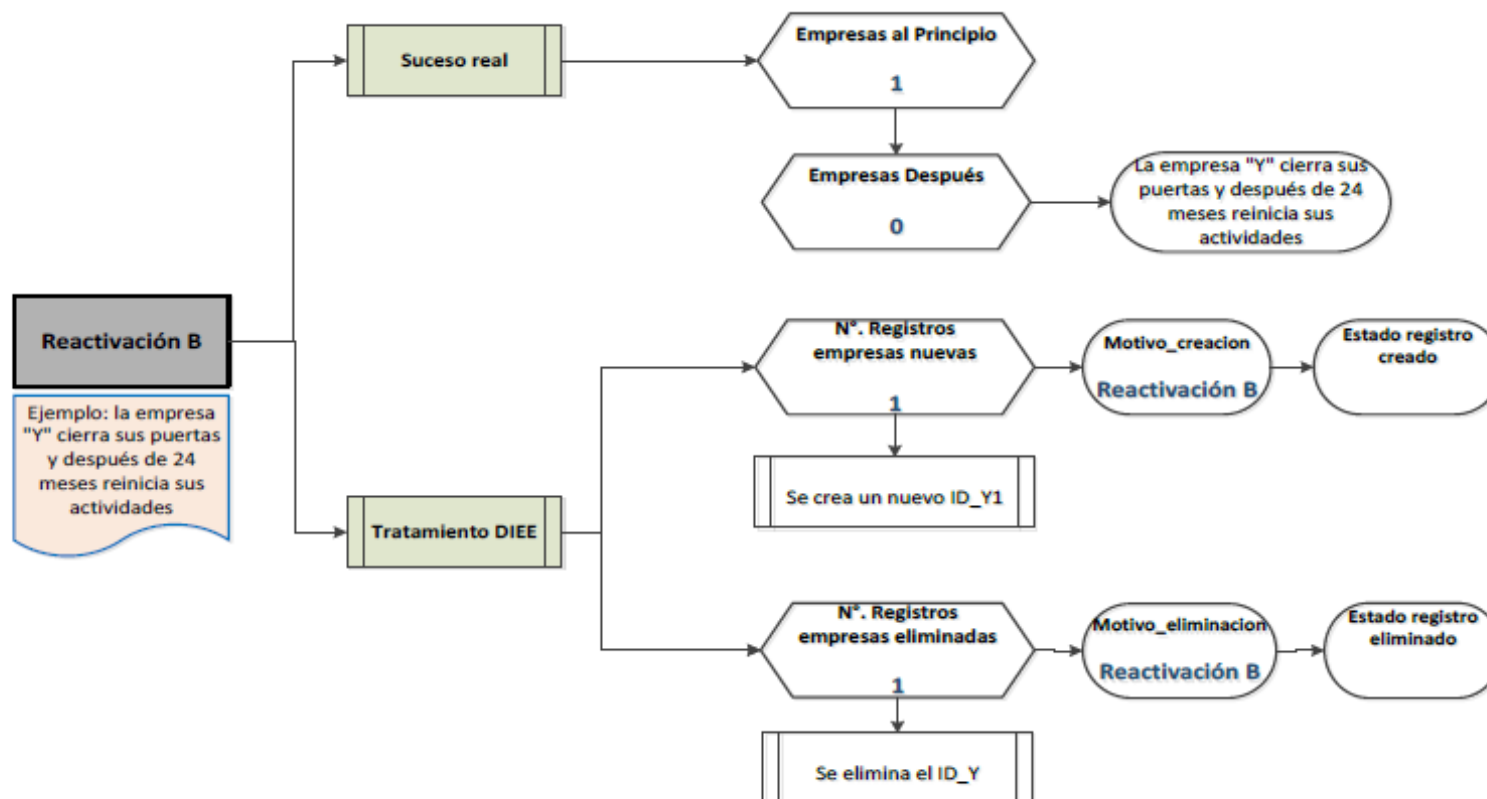 Suceso real
Empresas al Principio
1
Empresas Después
0
La empresa "Y" cierra sus
puertas y después de 24
meses reinicia sus
actividades
Reactivación B
Ejemplo: la empresa
"Y" cierra sus puertas
y después de 24
meses reinicia sus
actividades
Tratamiento DIEE
N°. Registros
empresas nuevas
1
Motivo_creacion
Reactivación B
Estado registro
creado
Se crea un nuevo ID_Y1
N°. Registros
empresas eliminadas
1
Motivo_eliminacion
Reactivación B
Estado registro
eliminado
Se elimina el ID_Y